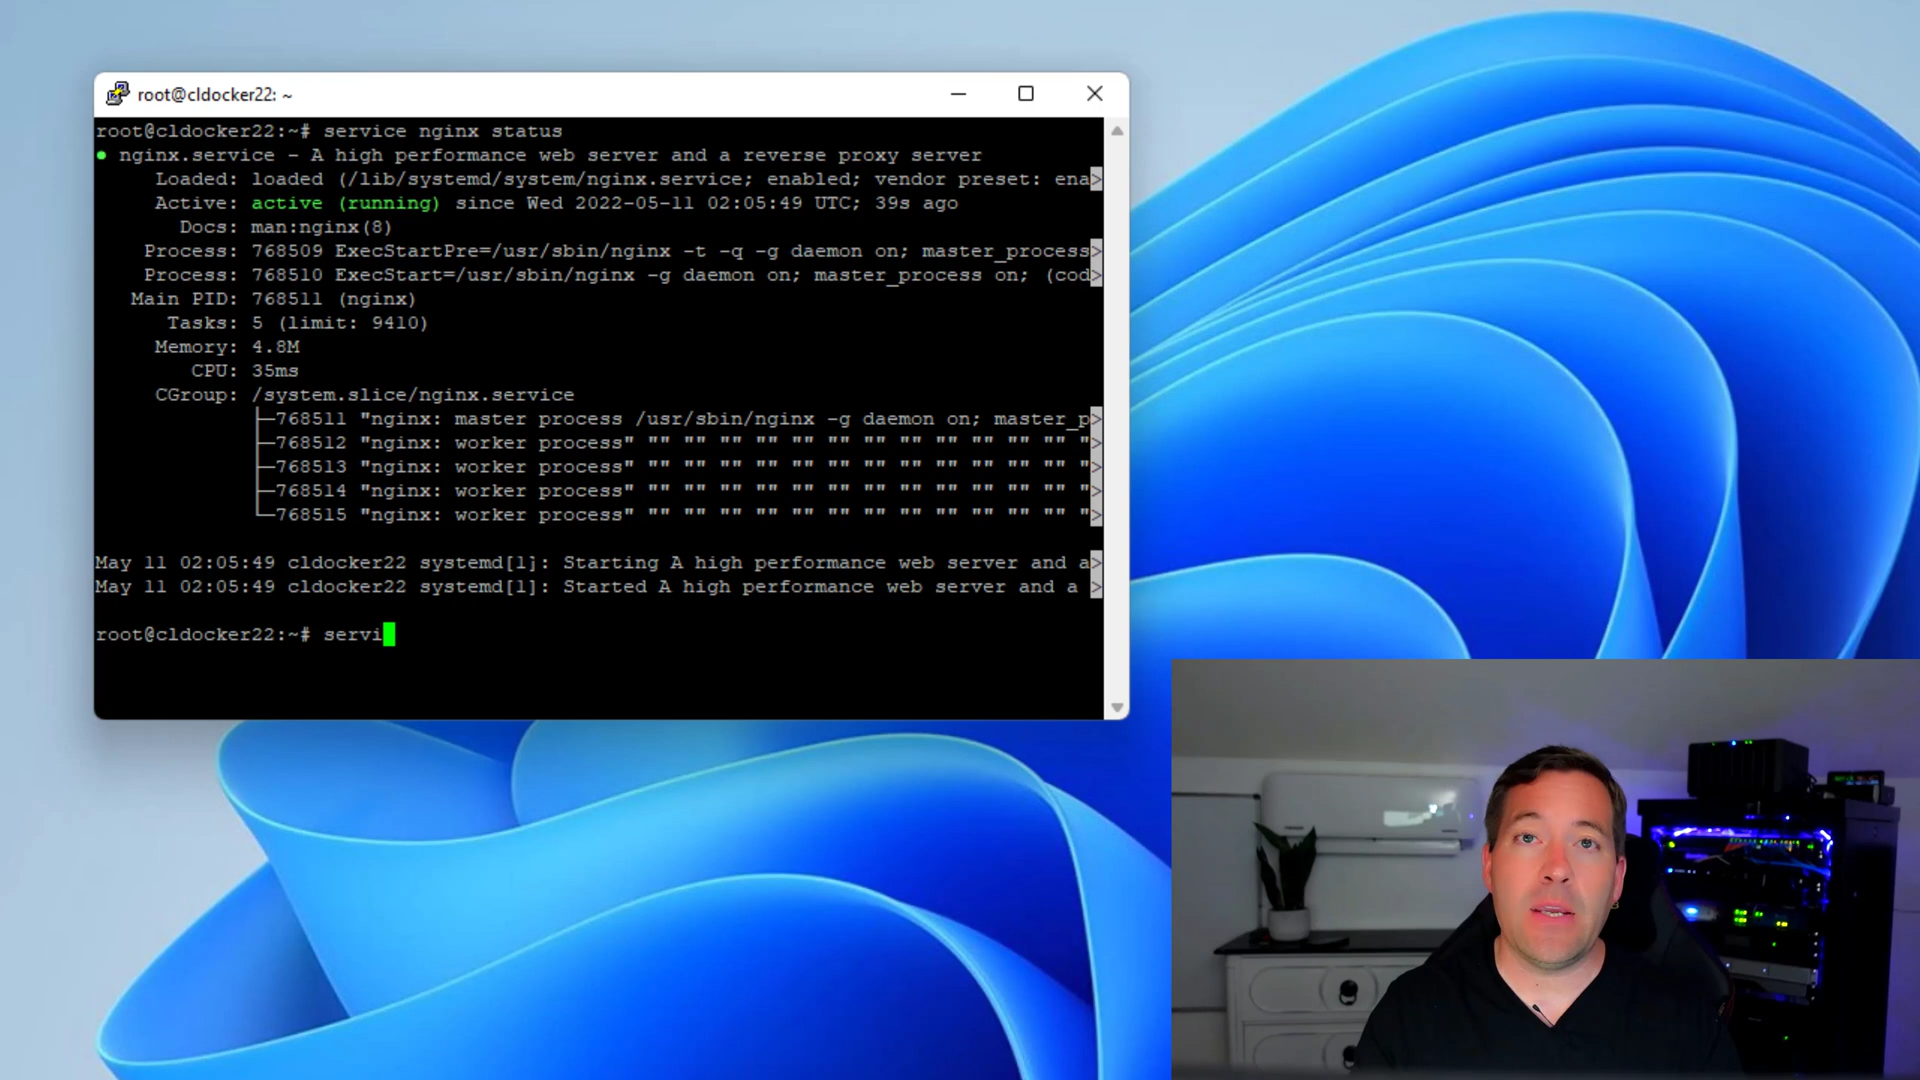 root@cldocker22: ~
root@cldocker22:~# service nginx status
● nginx.service - A high performance web server and a reverse proxy server
Loaded: loaded (/lib/systemd/system/nginx.service; enabled; vendor preset: ena>
Active: active (running) since Wed 2022-05-11 02:05:49 UTC; 39s ago
Docs: man:nginx(8)
Process: 768509 ExecStartPre=/usr/sbin/nginx -t -q -g daemon on; master_process>
Process: 768510 ExecStart=/usr/sbin/nginx -g daemon on; master_process on; (cod>
Main PID: 768511 (nginx)
Tasks: 5 (limit: 9410)
Memory: 4.8M
CPU: 35ms
CGroup: /system.slice/nginx.service
├─768511 "nginx: master process /usr/sbin/nginx -g daemon on; master_p>
├─768512 "nginx: worker process" "" "" "" "" "" "" "" "" "" "" "" "" ">
├─768513 "nginx: worker process" "" "" "" "" "" "" "" "" "" "" "" "" ">
├─768514 "nginx: worker process" "" "" "" "" "" "" "" "" "" "" "" "" ">
└─768515 "nginx: worker process" "" "" "" "" "" "" "" "" "" "" "" "" ">
May 11 02:05:49 cldocker22 systemd[1]: Starting A high performance web server and a>
May 11 02:05:49 cldocker22 systemd[1]: Started A high performance web server and a >
root@cldocker22:~# servi